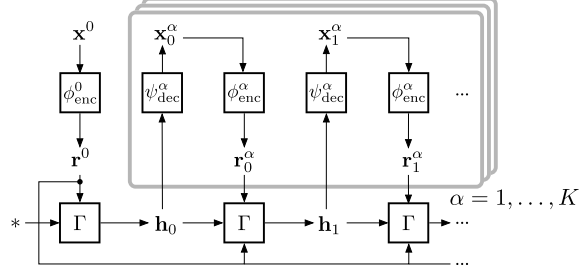 x^0 x_0^α x_1^α
ϕ_enc^0 ψ_dec^α ϕ_enc^α ψ_dec^α ϕ_enc^α ...
r^0 r_0^α r_1^α
α = 1, . . . , K
* Γ h_0 Γ h_1 Γ ...
...